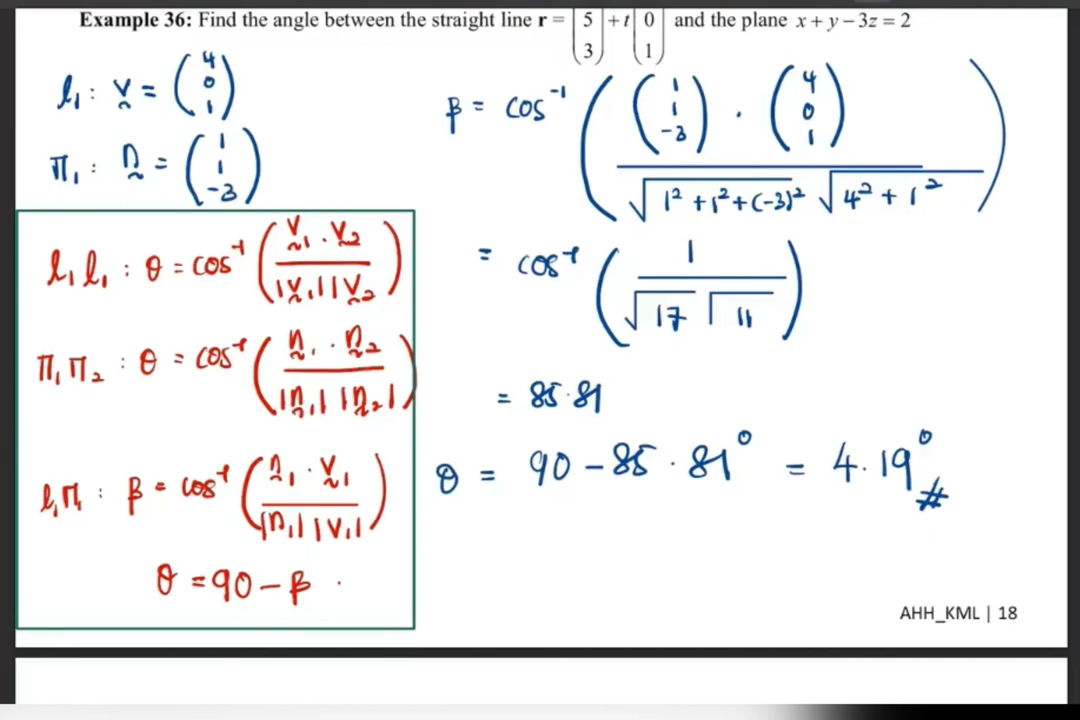 Example 36: Find the angle between the straight line r = (5 3) + t (0 1) and the plane x + y − 3z = 2
l₁ : v = (4 0 1)
π₁ : n = (1 1 −3)
l₁ l₁ : θ = cos⁻¹ (v₁ · v₂ / |v₁| |v₂)
π₁ π₂ : θ = cos⁻¹ (n₁ · n₂ / |n₁| |n₂|)
l₁ π₁ : β = cos⁻¹ (n₁ · v₁ / |n₁| |v₁|)
θ = 90 − β
β = cos⁻¹ ((1 1 −3) · (4 0 1) / √1² + 1² + (−3)² √4² + 1²)
= cos⁻¹ (1 / √17 √11)
= 85.81
θ = 90 − 85.81° = 4.19° #
AHH_KML | 18